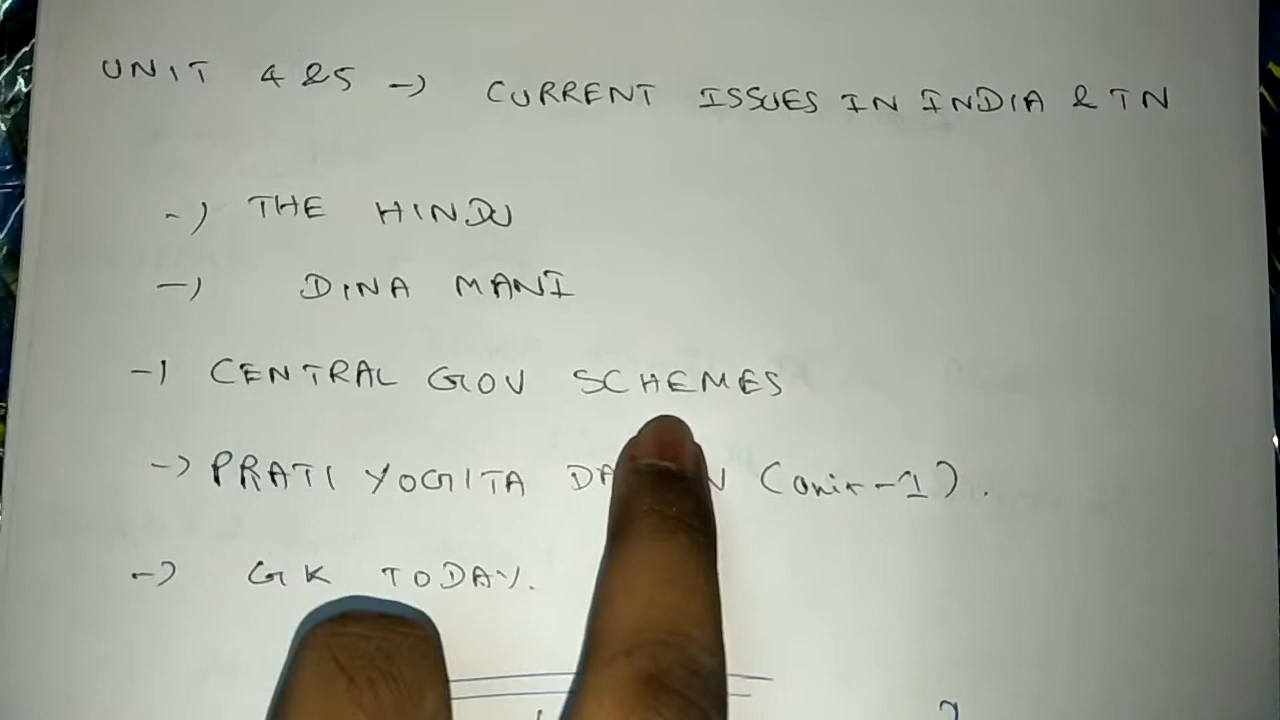 UNIT 4 & 5 -> CURRENT ISSUES IN INDIA & TN
-> THE HINDU
-> DINA MANI
-> CENTRAL GOV SCHEMES
-> PRATI YOGITA (unit-1).
-> GK TODAY.